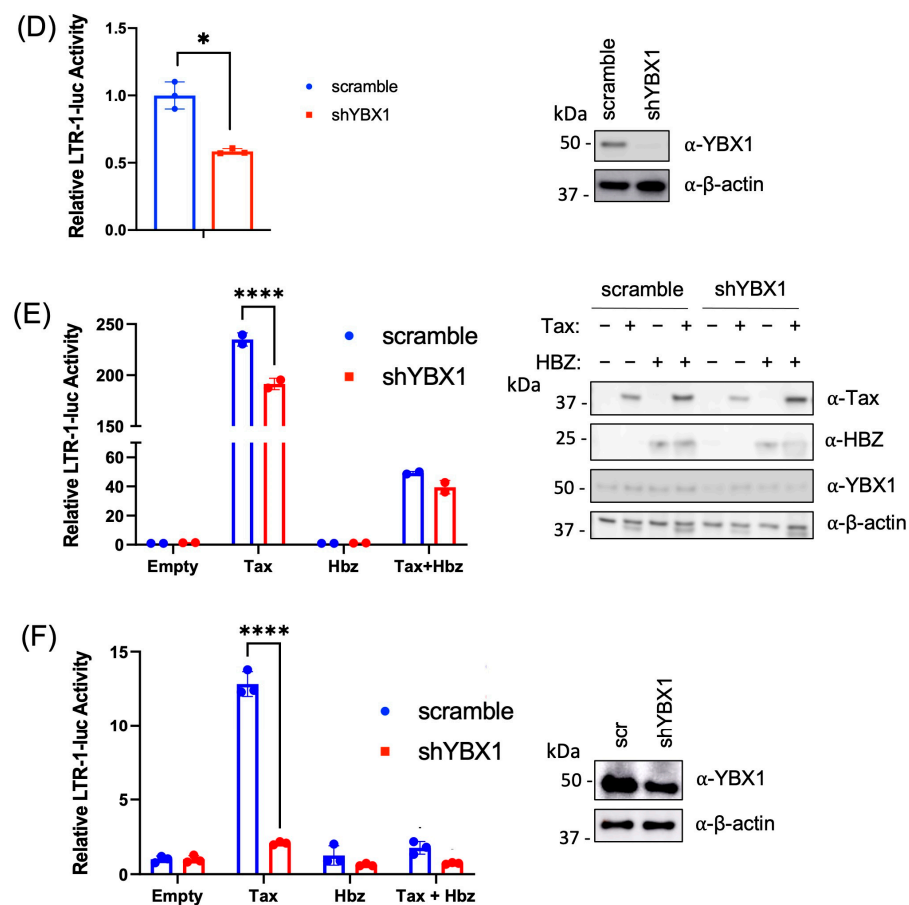 (D)
Relative LTR-1-luc Activity
1.5
1.0
0.5
0.0
*
scramble
shYBX1
kDa
scramble
shYBX1
50 -
37 -
α-YBX1
α-β-actin
(E)
Relative LTR-1-luc Activity
250
200
150
60
40
20
0
****
scramble
shYBX1
Empty Tax Hbz Tax+Hbz
scramble shYBX1
Tax: – + – + – + – +
HBZ: – – + + – – + +
kDa
37 - α-Tax
25 - α-HBZ
50 - α-YBX1
37 - α-β-actin
(F)
Relative LTR-1-luc Activity
15
10
5
0
****
scramble
shYBX1
Empty Tax Hbz Tax + Hbz
kDa
scr
shYBX1
50 - α-YBX1
37 - α-β-actin